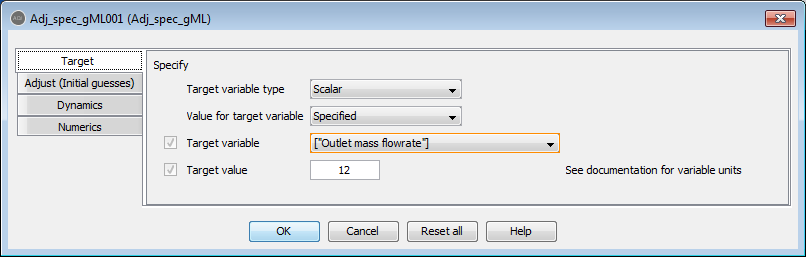 Adj_spec_gML001 (Adj_spec_gML)
Target
Adjust (Initial guesses)
Dynamics
Numerics
Specify
Target variable type Scalar
Value for target variable Specified
Target variable ["Outlet mass flowrate"]
Target value 12 See documentation for variable units
OK Cancel Reset all Help